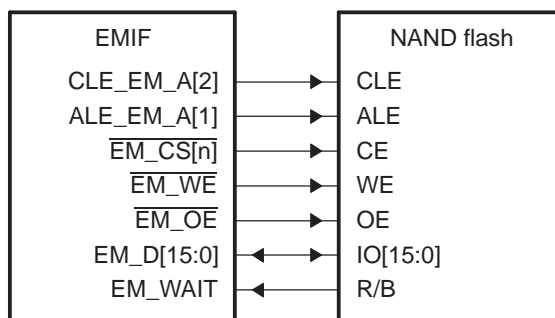 EMIF NAND flash
CLE_EM_A[2] CLE
ALE_EM_A[1] ALE
EM_CS[n] CE
EM_WE WE
EM_OE OE
EM_D[15:0] IO[15:0]
EM_WAIT R/B